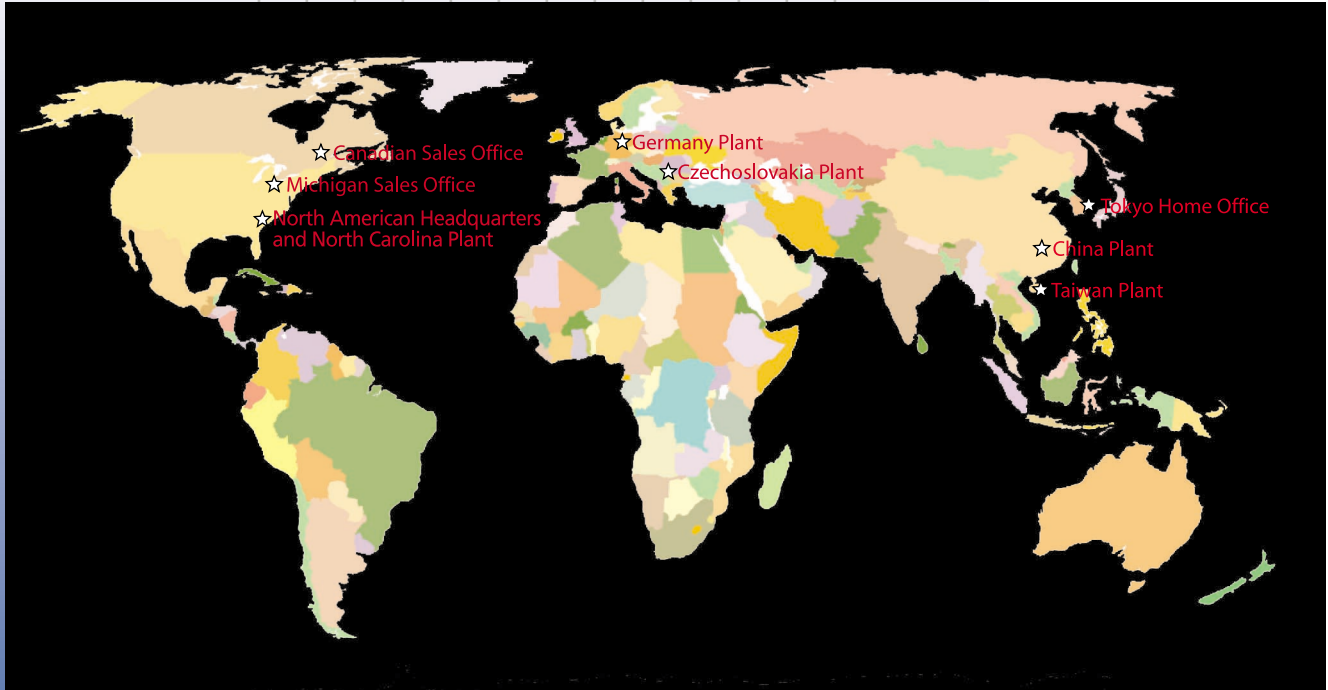 Canadian Sales Office
Michigan Sales Office
North American Headquarters
and North Carolina Plant
Germany Plant
Czechoslovakia Plant
Tokyo Home Office
China Plant
Taiwan Plant